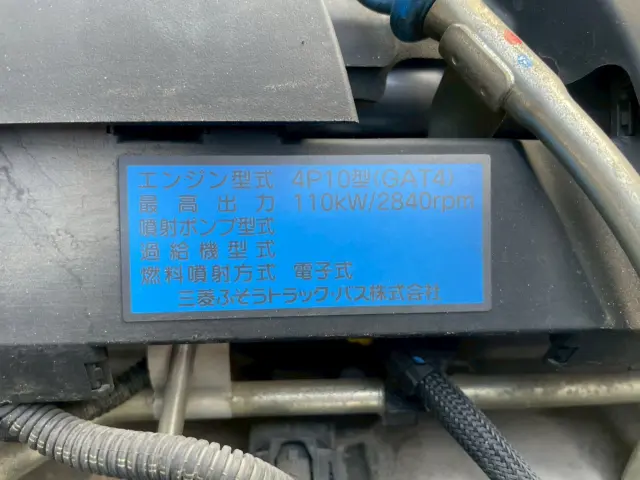 エンジン型式 4P10型(GAT4)
最高出力 110kW/2840rpm
噴射ポンプ型式
過給機型式
燃料噴射方式 電子式
三菱ふそうトラック・バス株式会社